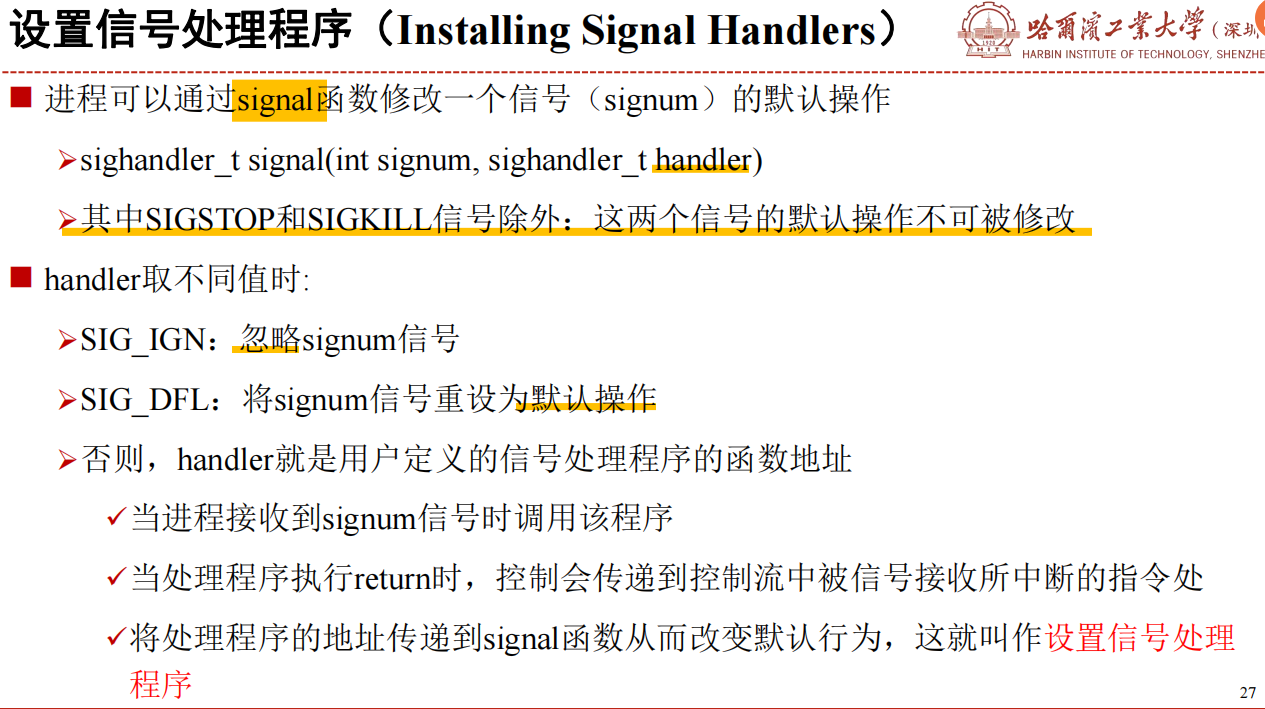 设置信号处理程序（Installing Signal Handlers）
哈尔滨工业大学（深圳
HARBIN INSTITUTE OF TECHNOLOGY, SHENZHE
1920
HIT
进程可以通过signal函数修改一个信号（signum）的默认操作
sighandler_t signal(int signum, sighandler_t handler)
其中SIGSTOP和SIGKILL信号除外：这两个信号的默认操作不可被修改
handler取不同值时:
SIG_IGN：忽略signum信号
SIG_DFL：将signum信号重设为默认操作
否则，handler就是用户定义的信号处理程序的函数地址
当进程接收到signum信号时调用该程序
当处理程序执行return时，控制会传递到控制流中被信号接收所中断的指令处
将处理程序的地址传递到signal函数从而改变默认行为，这就叫作设置信号处理
程序
27